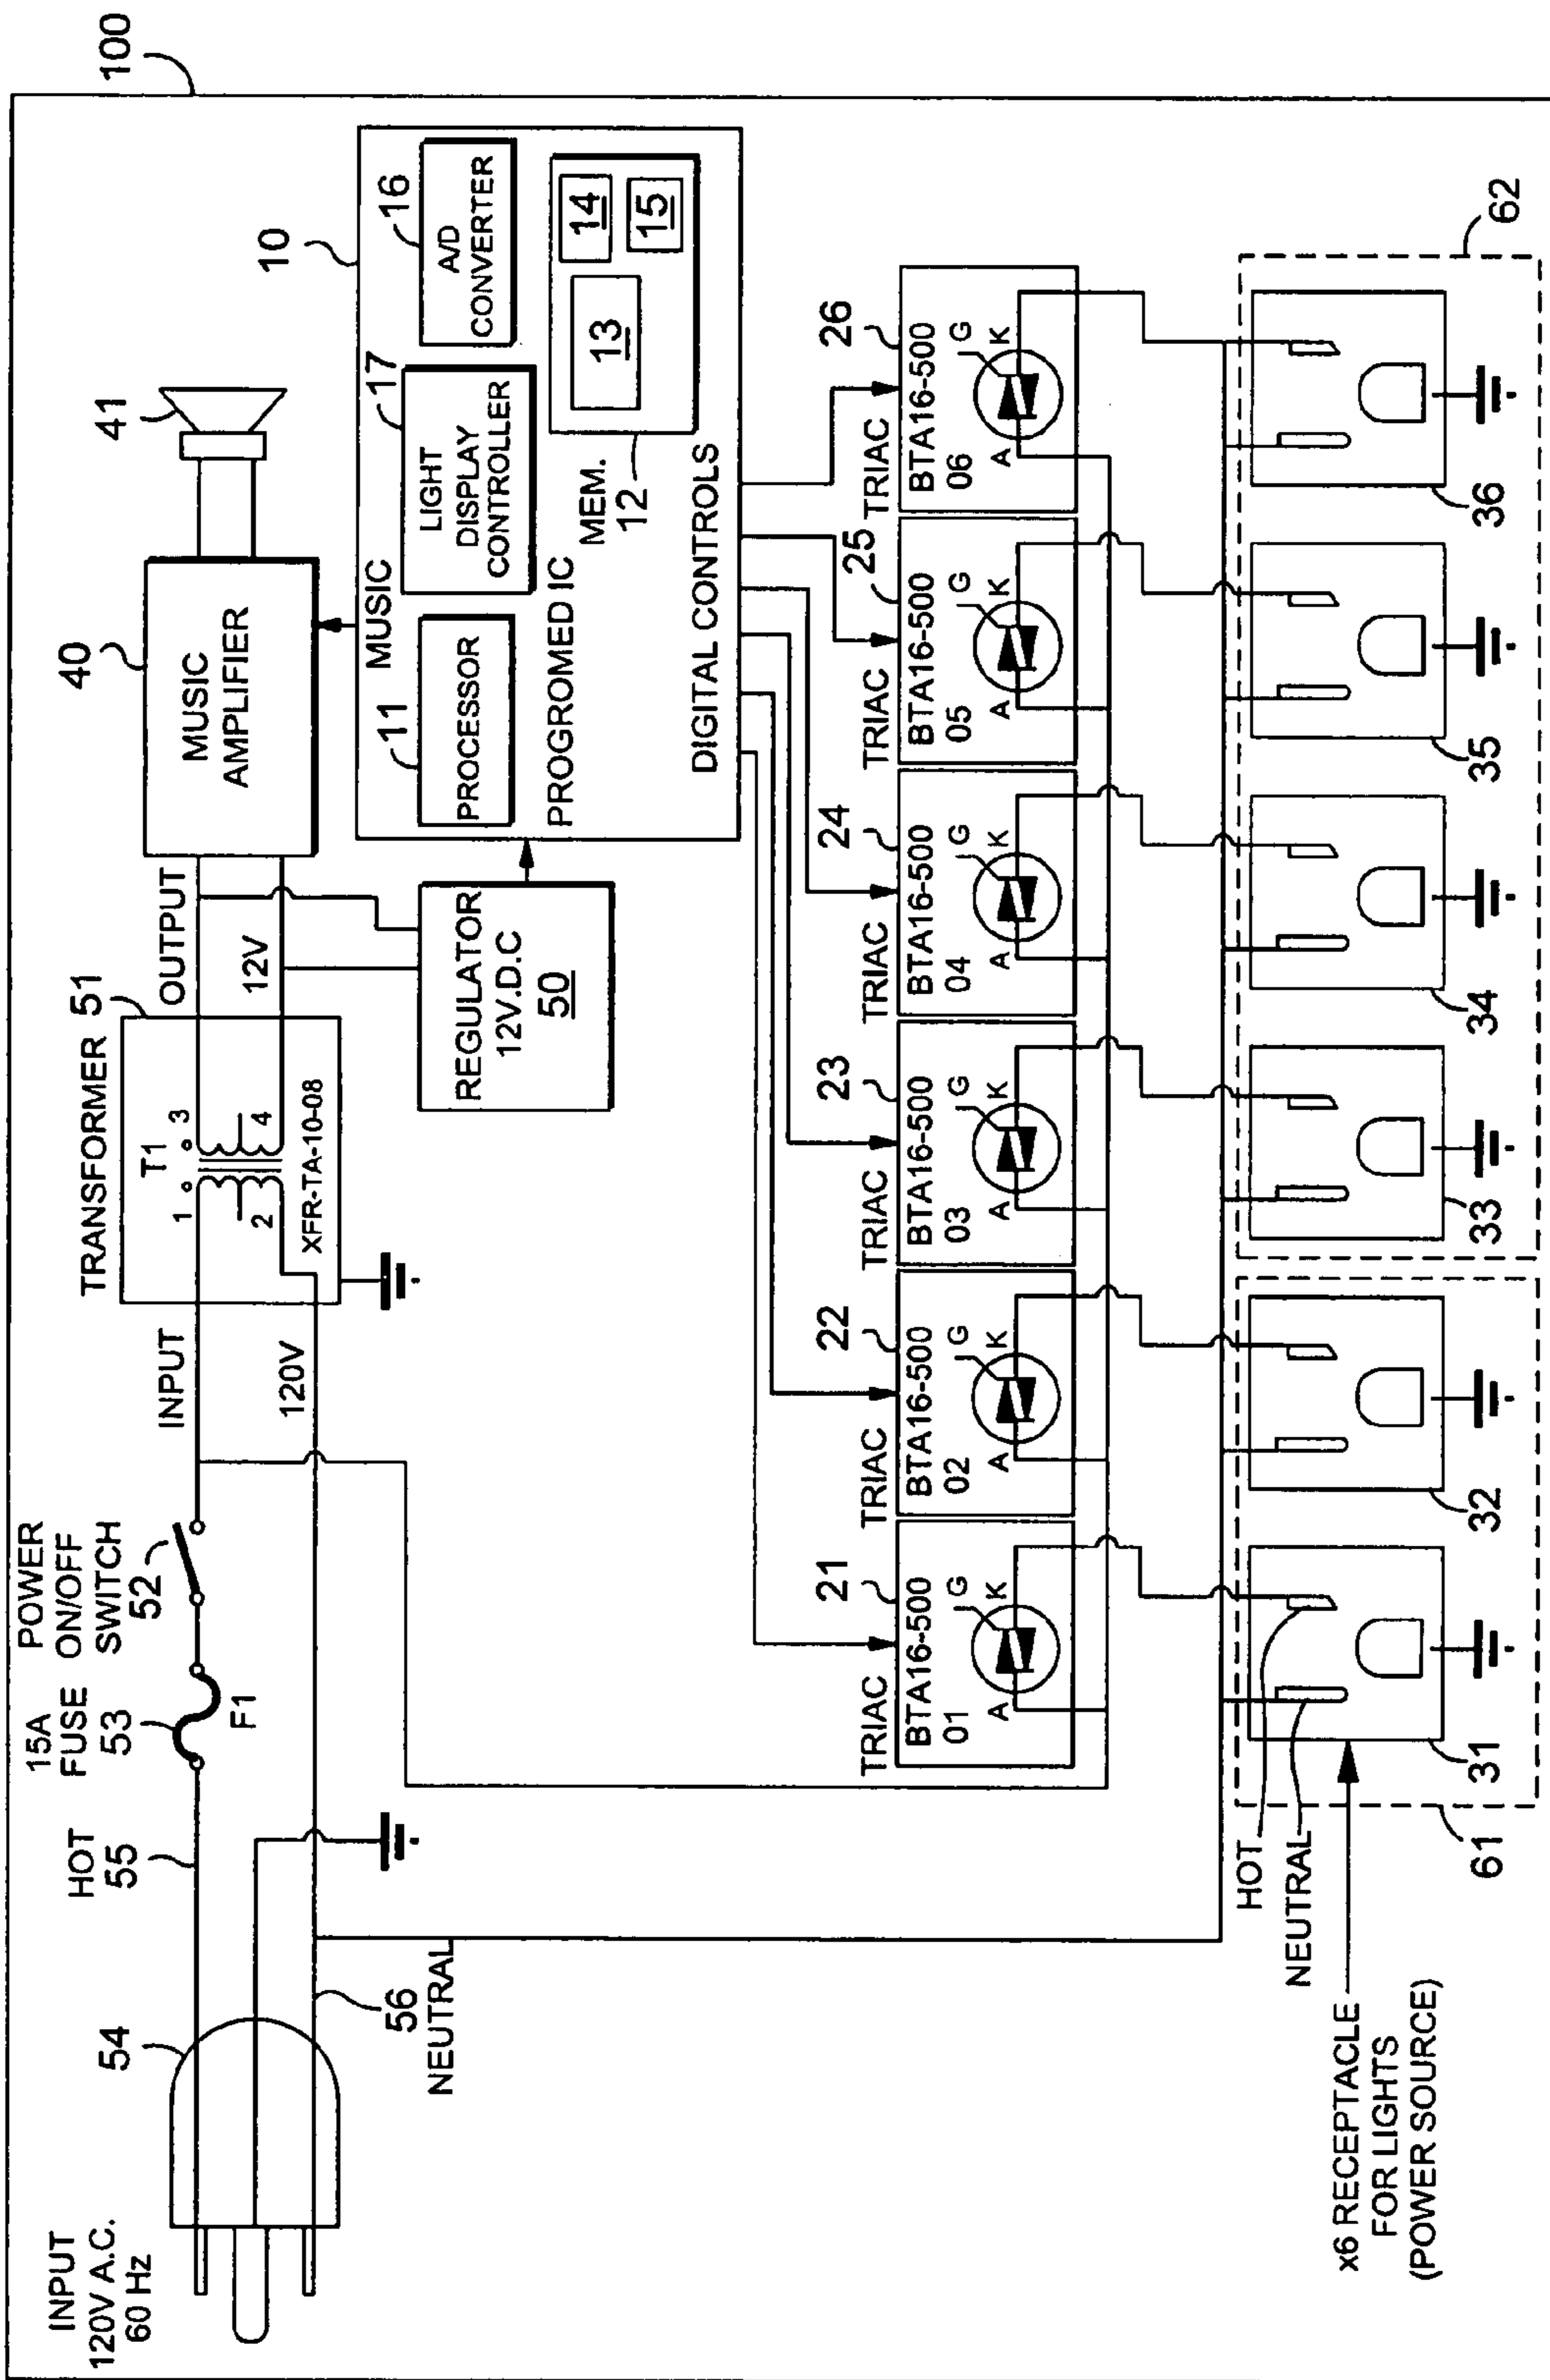 100
INPUT
120V A.C.
60 Hz
54
HOT
55
15A
FUSE
53
F1
POWER
ON/OFF
SWITCH
52
INPUT
120V
TRANSFORMER
51
T1
1
3
2
4
XFR-TA-10-08
OUTPUT
12V
40
MUSIC
AMPLIFIER
41
56
NEUTRAL
REGULATOR
12V.D.C
50
10
MUSIC
11
PROCESSOR
17
LIGHT
DISPLAY
CONTROLLER
16
A/D
CONVERTER
PROGROMED IC
MEM.
12
13
14
15
DIGITAL CONTROLS
TRIAC
21
BTA16-500
01
A
G
K
TRIAC
22
BTA16-500
02
A
G
K
TRIAC
23
BTA16-500
03
A
G
K
TRIAC
24
BTA16-500
04
A
G
K
TRIAC
25
BTA16-500
05
A
G
K
TRIAC
26
BTA16-500
06
A
G
K
HOT
NEUTRAL
x6 RECEPTACLE
FOR LIGHTS
(POWER SOURCE)
61
31
32
33
34
35
36
62